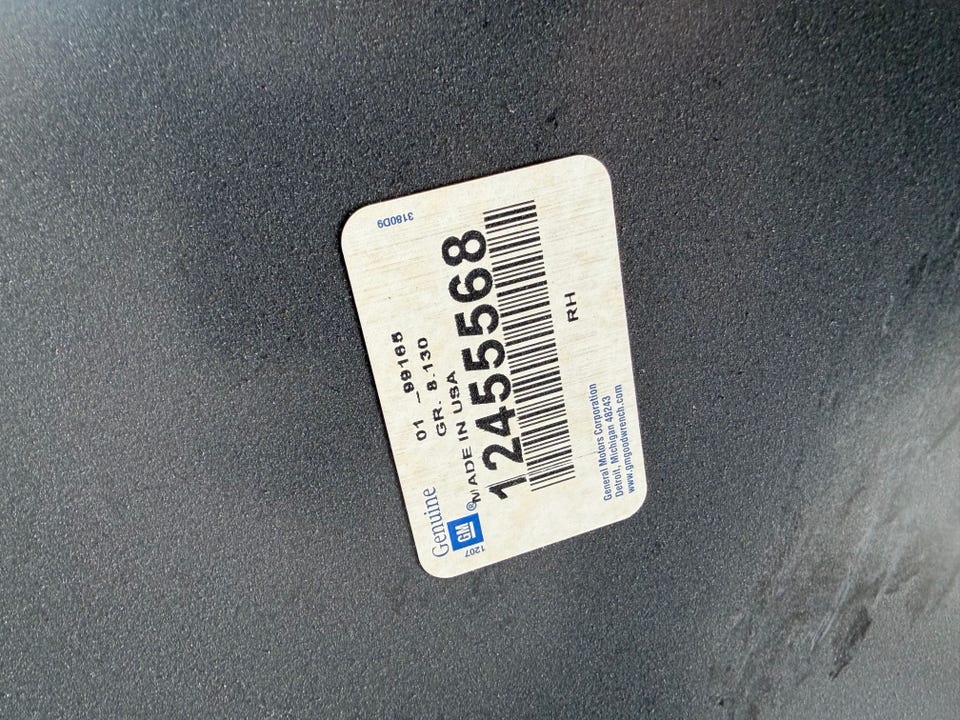 3180D9
01 -99165
GR. 8.130
Genuine
GM ® MADE IN USA
1207
12455568
RH
General Motors Corporation
Detroit, Michigan 48243
www.gmgoodwrench.com